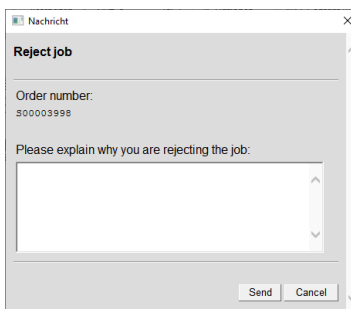 Nachricht
Reject job
Order number:
S00003998
Please explain why you are rejecting the job:
Send Cancel